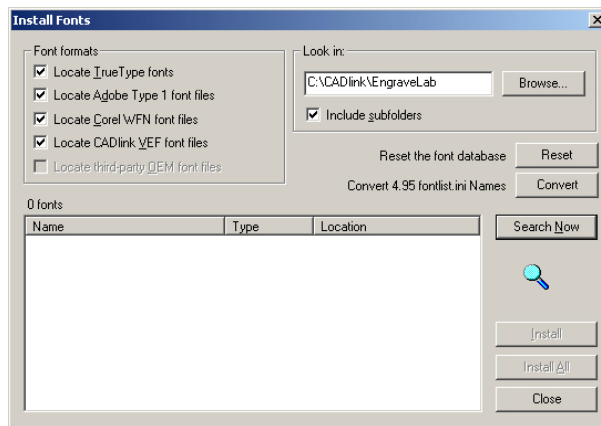 Install Fonts
Font formats
Locate TrueType fonts
Locate Adobe Type 1 font files
Locate Corel WFN font files
Locate CADlink VEF font files
Locate third-party OEM font files
Look in:
C:\CADlink\EngraveLab
Browse...
Include subfolders
Reset the font database
Reset
Convert 4.95 fontlist.ini Names
Convert
0 fonts
Name Type Location
Search Now
Install
Install All
Close